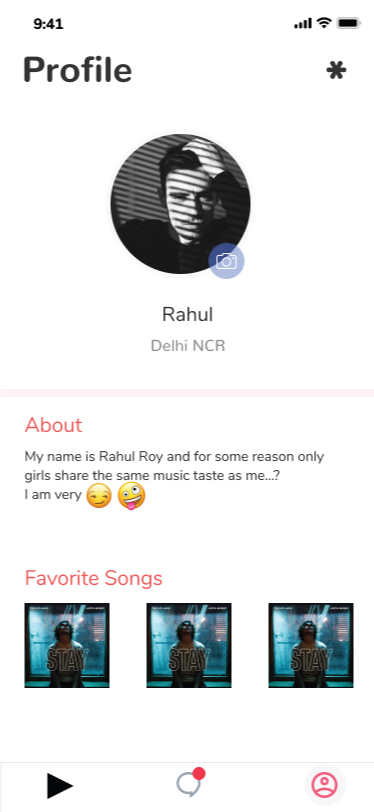 9:41
Profile
Rahul
Delhi NCR
About
My name is Rahul Roy and for some reason only
girls share the same music taste as me...?
I am very 😏 🤪
Favorite Songs
STAY
STAY
STAY